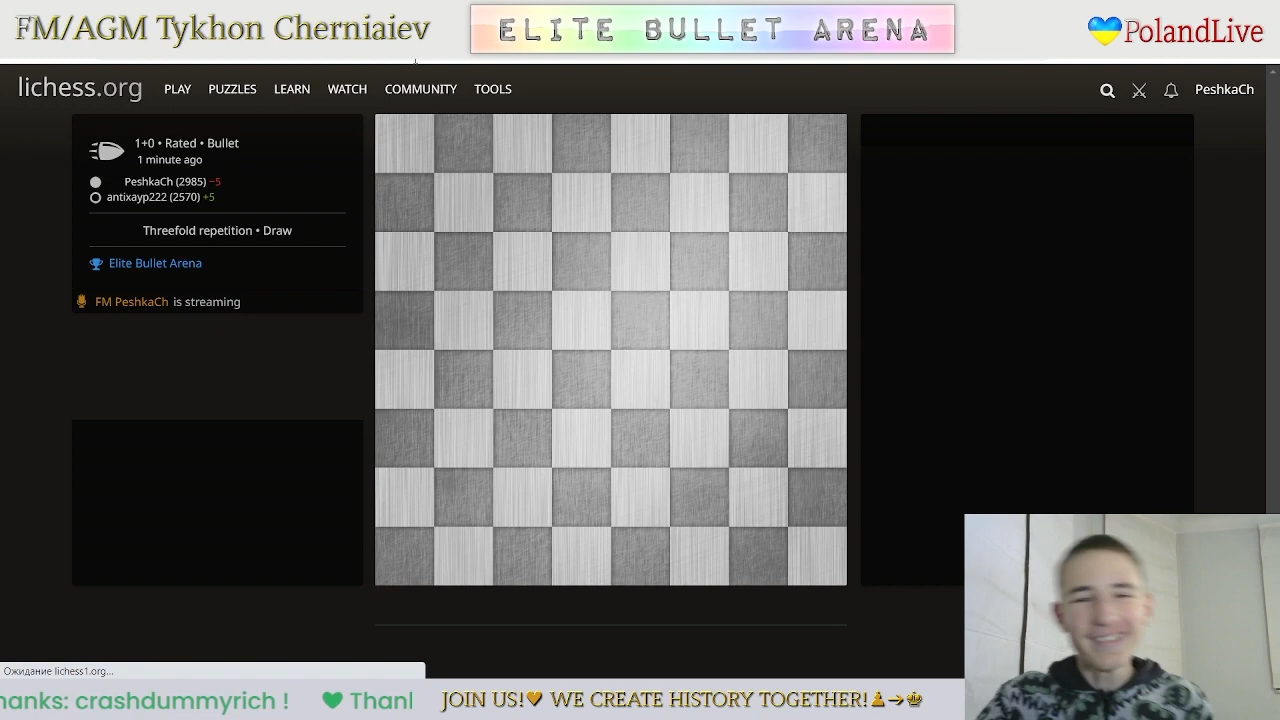 FM/AGM Tykhon Cherniaiev
ELITE BULLET ARENA
PolandLive
lichess.org
PLAY
PUZZLES
LEARN
WATCH
COMMUNITY
TOOLS
PeshkaCh
1+0 • Rated • Bullet
1 minute ago
PeshkaCh (2985) −5
antixayp222 (2570) +5
Threefold repetition • Draw
Elite Bullet Arena
FM PeshkaCh is streaming
Ожидание lichess1.org...
hanks: crashdummyrich !
Thanl
JOIN US!🧡 WE CREATE HISTORY TOGETHER!♟→♚